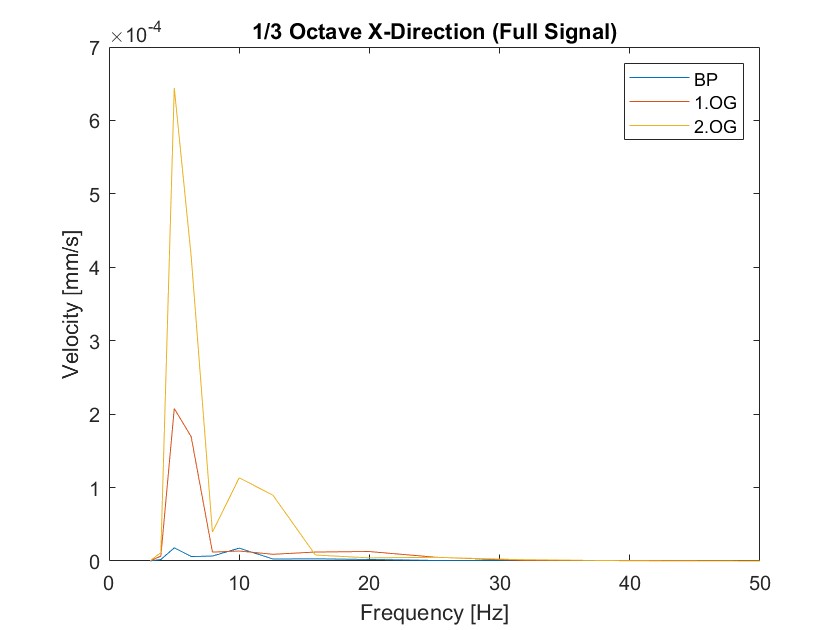 1/3 Octave X-Direction (Full Signal)
×10⁻⁴
7
6
5
4
3
2
1
0
Velocity [mm/s]
BP
1.OG
2.OG
0 10 20 30 40 50
Frequency [Hz]